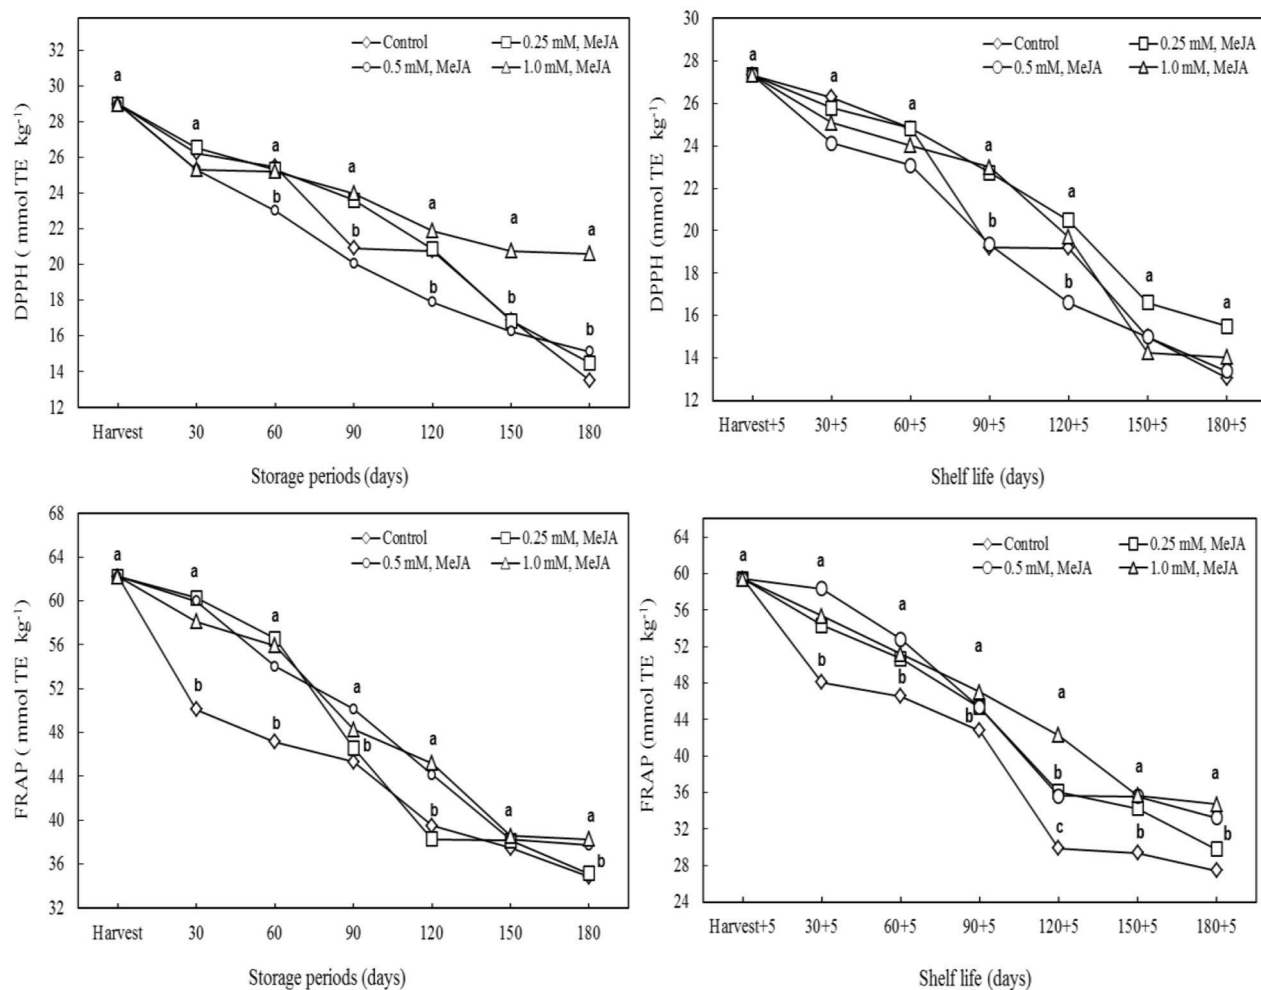 Control 0.25 mM, MeJA
0.5 mM, MeJA 1.0 mM, MeJA
DPPH ( mmol TE kg⁻¹)
32
30
28
26
24
22
20
18
16
14
12
a
a
a
b
a
b
a
b
a
b
a
b
Harvest 30 60 90 120 150 180
Storage periods (days)
Control 0.25 mM, MeJA
0.5 mM, MeJA 1.0 mM, MeJA
DPPH (mmol TE kg⁻¹)
30
28
26
24
22
20
18
16
14
12
a
a
a
a
b
a
b
a
a
Harvest+5 30+5 60+5 90+5 120+5 150+5 180+5
Shelf life (days)
Control 0.25 mM, MeJA
0.5 mM, MeJA 1.0 mM, MeJA
FRAP ( mmol TE kg⁻¹)
68
64
60
56
52
48
44
40
36
32
a
a
b
a
b
a
b
a
b
a
a
b
Harvest 30 60 90 120 150 180
Storage periods (days)
Control 0.25 mM, MeJA
0.5 mM, MeJA 1.0 mM, MeJA
FRAP (mmol TE kg⁻¹)
64
60
56
52
48
44
40
36
32
28
24
a
a
b
a
b
a
b
a
b
c
a
b
a
b
Harvest+5 30+5 60+5 90+5 120+5 150+5 180+5
Shelf life (days)